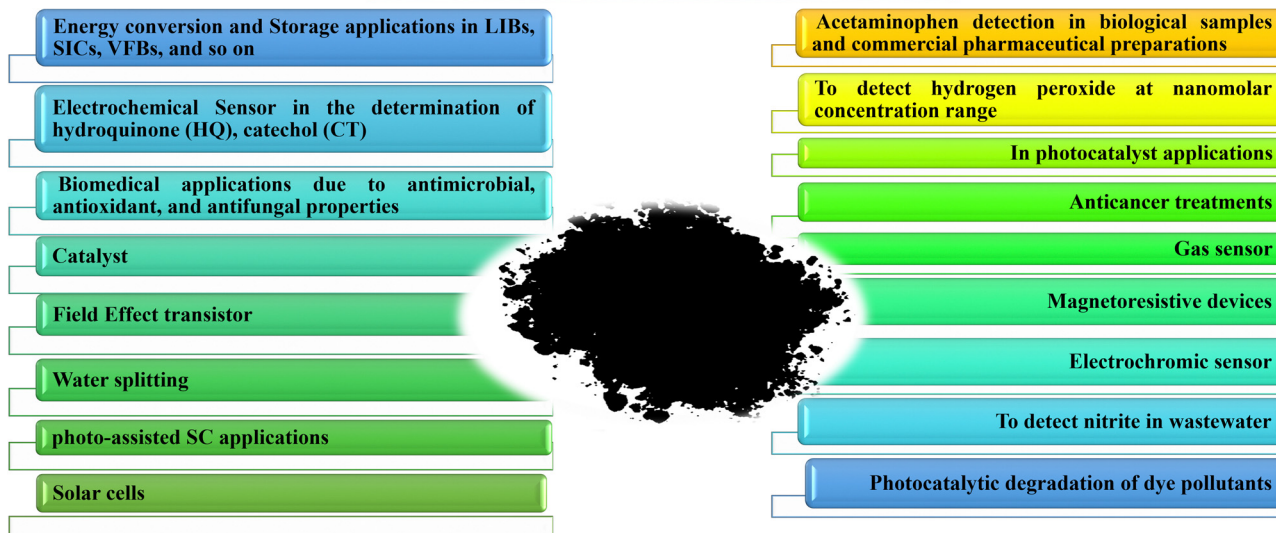 Energy conversion and Storage applications in LIBs,
SICs, VFBs, and so on
Electrochemical Sensor in the determination of
hydroquinone (HQ), catechol (CT)
Biomedical applications due to antimicrobial,
antioxidant, and antifungal properties
Catalyst
Field Effect transistor
Water splitting
photo-assisted SC applications
Solar cells
Acetaminophen detection in biological samples
and commercial pharmaceutical preparations
To detect hydrogen peroxide at nanomolar
concentration range
In photocatalyst applications
Anticancer treatments
Gas sensor
Magnetoresistive devices
Electrochromic sensor
To detect nitrite in wastewater
Photocatalytic degradation of dye pollutants